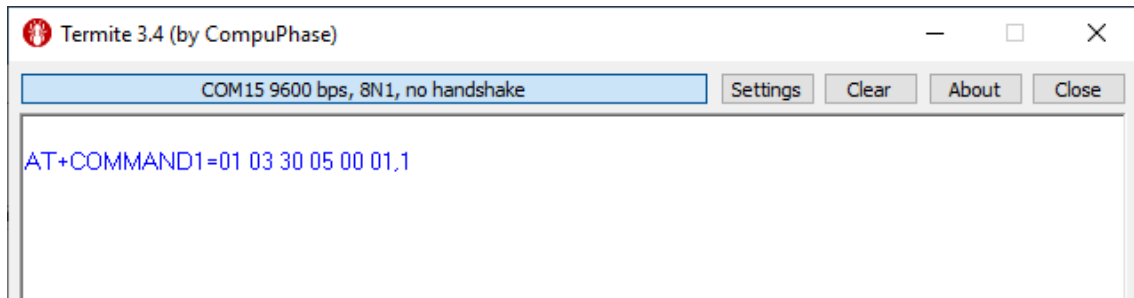 Termite 3.4 (by CompuPhase)
COM15 9600 bps, 8N1, no handshake Settings Clear About Close
AT+COMMAND1=01 03 30 05 00 01,1